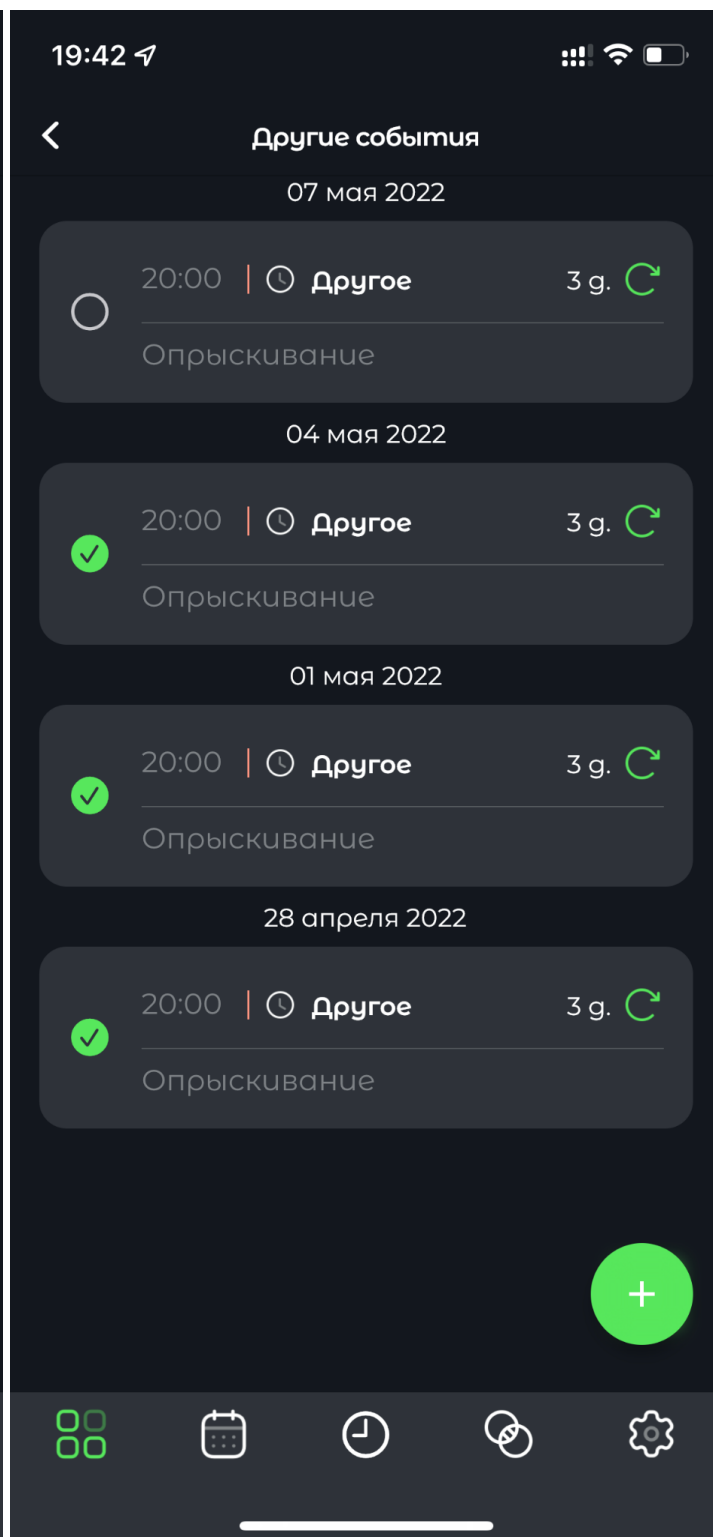 19:42
Другие события
07 мая 2022
20:00 Другое 3 д.
Опрыскивание
04 мая 2022
20:00 Другое 3 д.
Опрыскивание
01 мая 2022
20:00 Другое 3 д.
Опрыскивание
28 апреля 2022
20:00 Другое 3 д.
Опрыскивание
+